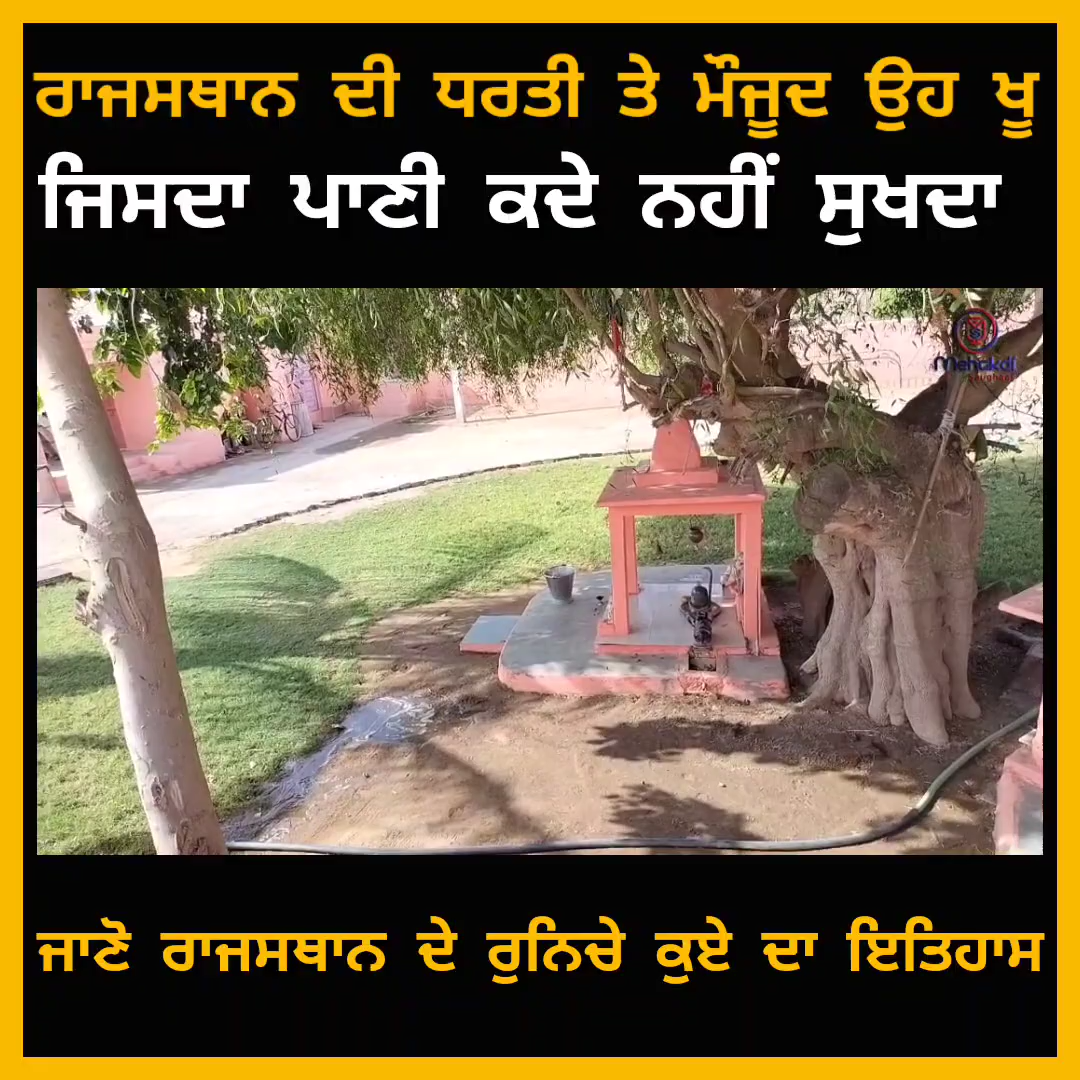 ਰਾਜਸਥਾਨ ਦੀ ਧਰਤੀ ਤੇ ਮੌਜੂਦ ਉਹ ਖੂ
ਜਿਸਦਾ ਪਾਣੀ ਕਦੇ ਨਹੀਂ ਸੁਖਦਾ
ਜਾਣੋ ਰਾਜਸਥਾਨ ਦੇ ਰੁਨਿਚੇ ਕੁਏ ਦਾ ਇਤਿਹਾਸ